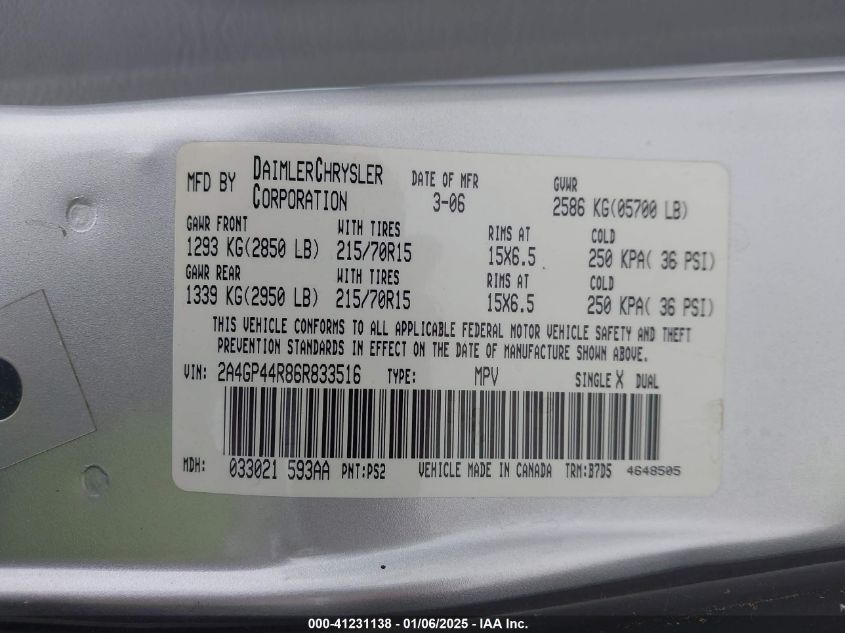 MFD BY DAIMLERCHRYSLER CORPORATION DATE OF MFR 3-06 GVWR 2586 KG(05700 LB)
GAWR FRONT WITH TIRES RIMS AT COLD
1293 KG(2850 LB) 215/70R15 15X6.5 250 KPA( 36 PSI)
GAWR REAR WITH TIRES RIMS AT COLD
1339 KG(2950 LB) 215/70R15 15X6.5 250 KPA( 36 PSI)
THIS VEHICLE CONFORMS TO ALL APPLICABLE FEDERAL MOTOR VEHICLE SAFETY AND THEFT
PREVENTION STANDARDS IN EFFECT ON THE DATE OF MANUFACTURE SHOWN ABOVE.
VIN: 2A4GP44R86R833516 TYPE: MPV SINGLE X DUAL
MDH: 033021 593AA PNT:PS2 VEHICLE MADE IN CANADA TRM:B7D5 4648505
000-41231138 - 01/06/2025 - IAA Inc.